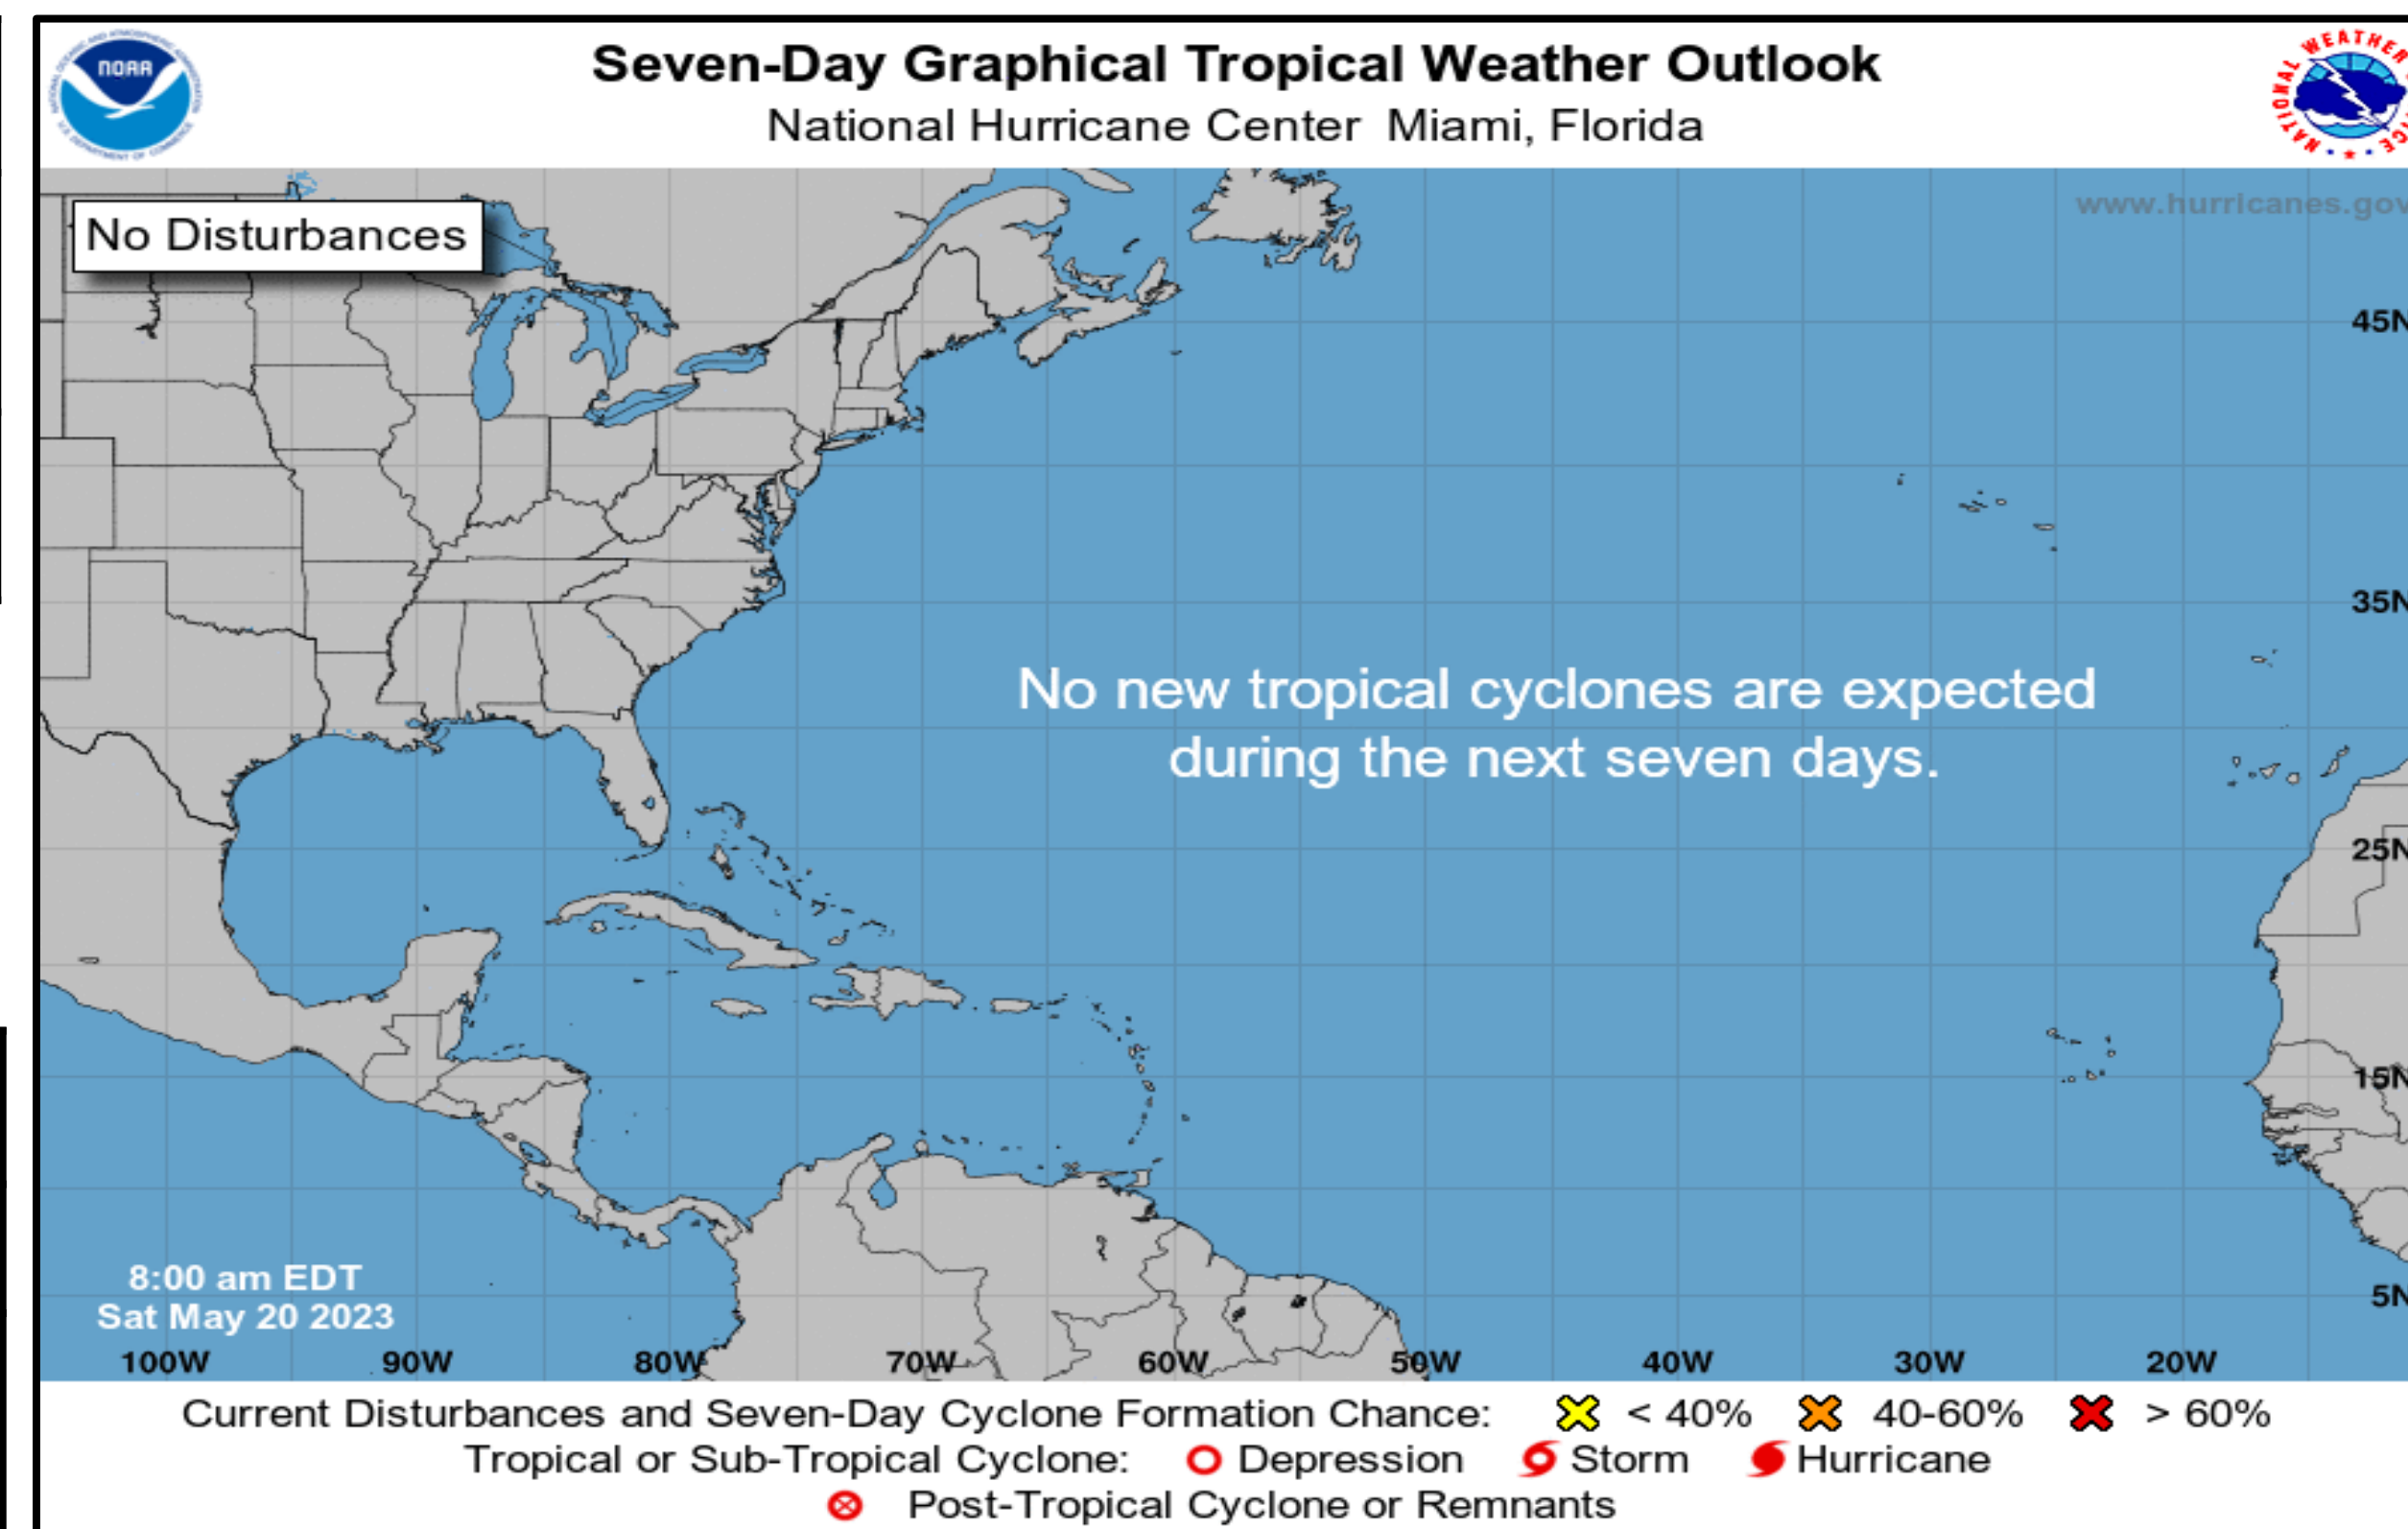 Seven-Day Graphical Tropical Weather Outlook
National Hurricane Center Miami, Florida
NOAA
NATIONAL WEATHER
www.hurricanes.gov
No Disturbances
45N
35N
No new tropical cyclones are expected
during the next seven days.
25N
15N
5N
8:00 am EDT
Sat May 20 2023
100W 90W 80W 70W 60W 50W 40W 30W 20W
Current Disturbances and Seven-Day Cyclone Formation Chance: < 40% 40-60% > 60%
Tropical or Sub-Tropical Cyclone: Depression Storm Hurricane
Post-Tropical Cyclone or Remnants